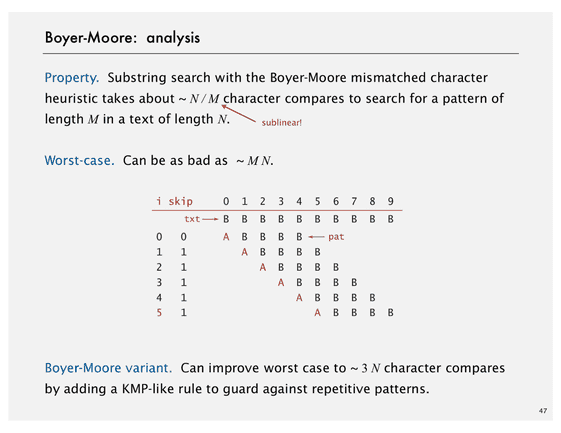 Boyer-Moore: analysis
Property. Substring search with the Boyer-Moore mismatched character
heuristic takes about ~ N / M character compares to search for a pattern of
length M in a text of length N.
sublinear!
Worst-case. Can be as bad as ~ M N.
i skip 0 1 2 3 4 5 6 7 8 9
txt B B B B B B B B B B
0 0 A B B B B pat
1 1 A B B B B
2 1 A B B B B
3 1 A B B B B
4 1 A B B B B
5 1 A B B B B
Boyer-Moore variant. Can improve worst case to ~ 3 N character compares
by adding a KMP-like rule to guard against repetitive patterns.
47